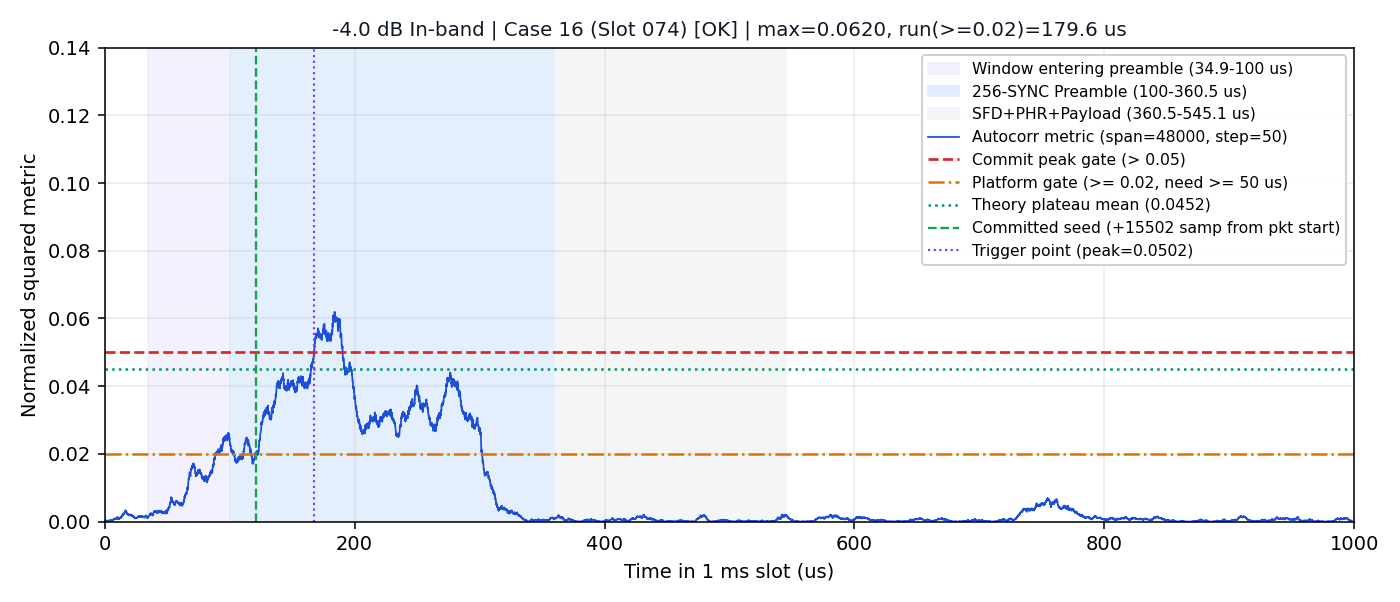 -4.0 dB In-band | Case 16 (Slot 074) [OK] | max=0.0620, run(>=0.02)=179.6 us
Normalized squared metric
0.14
0.12
0.10
0.08
0.06
0.04
0.02
0.00
Window entering preamble (34.9-100 us)
256-SYNC Preamble (100-360.5 us)
SFD+PHR+Payload (360.5-545.1 us)
Autocorr metric (span=48000, step=50)
Commit peak gate (> 0.05)
Platform gate (>= 0.02, need >= 50 us)
Theory plateau mean (0.0452)
Committed seed (+15502 samp from pkt start)
Trigger point (peak=0.0502)
0 200 400 600 800 1000
Time in 1 ms slot (us)